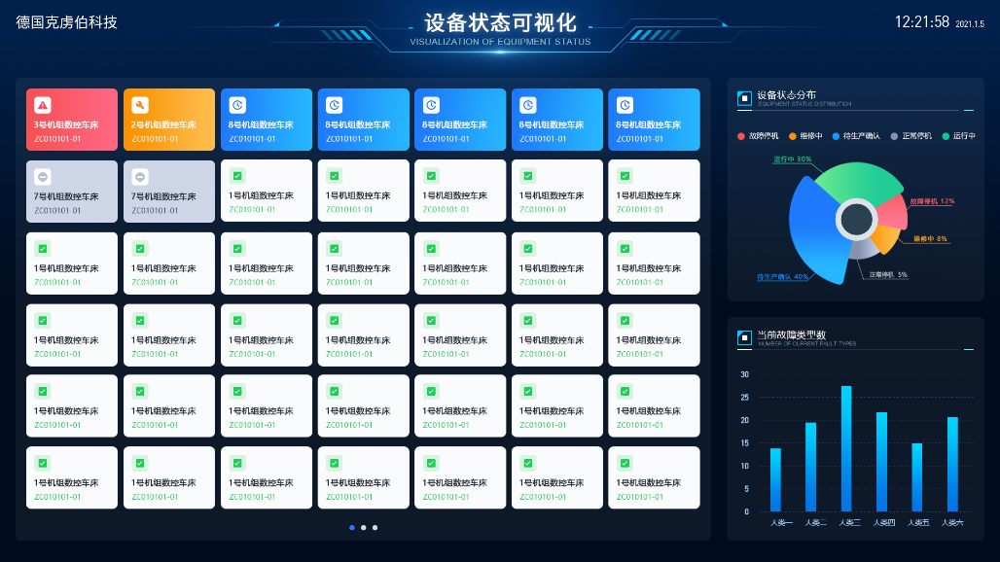 德国克虏伯科技
设备状态可视化
VISUALIZATION OF EQUIPMENT STATUS
12:21:58 2021.1.5
3号机组数控车床
ZC010101-01
2号机组数控车床
ZC010101-01
8号机组数控车床
ZC010101-01
8号机组数控车床
ZC010101-01
8号机组数控车床
ZC010101-01
8号机组数控车床
ZC010101-01
8号机组数控车床
ZC010101-01
7号机组数控车床
ZC010101-01
7号机组数控车床
ZC010101-01
1号机组数控车床
ZC010101-01
1号机组数控车床
ZC010101-01
1号机组数控车床
ZC010101-01
1号机组数控车床
ZC010101-01
1号机组数控车床
ZC010101-01
1号机组数控车床
ZC010101-01
1号机组数控车床
ZC010101-01
1号机组数控车床
ZC010101-01
1号机组数控车床
ZC010101-01
1号机组数控车床
ZC010101-01
1号机组数控车床
ZC010101-01
1号机组数控车床
ZC010101-01
1号机组数控车床
ZC010101-01
1号机组数控车床
ZC010101-01
1号机组数控车床
ZC010101-01
1号机组数控车床
ZC010101-01
1号机组数控车床
ZC010101-01
1号机组数控车床
ZC010101-01
1号机组数控车床
ZC010101-01
1号机组数控车床
ZC010101-01
1号机组数控车床
ZC010101-01
1号机组数控车床
ZC010101-01
1号机组数控车床
ZC010101-01
1号机组数控车床
ZC010101-01
1号机组数控车床
ZC010101-01
1号机组数控车床
ZC010101-01
1号机组数控车床
ZC010101-01
1号机组数控车床
ZC010101-01
1号机组数控车床
ZC010101-01
1号机组数控车床
ZC010101-01
1号机组数控车床
ZC010101-01
1号机组数控车床
ZC010101-01
1号机组数控车床
ZC010101-01
设备状态分布
EQUIPMENT STATUE DISTRIBUTION
故障停机 维修中 待生产确认 正常停机 运行中
运行中 30%
故障停机 12%
维修中 8%
正常停机 5%
待生产确认 40%
当前故障类型数
NUMBER OF CURRENT FAULT TYPES
30
25
20
15
10
5
0
人类一 人类二 人类三 人类四 人类五 人类六